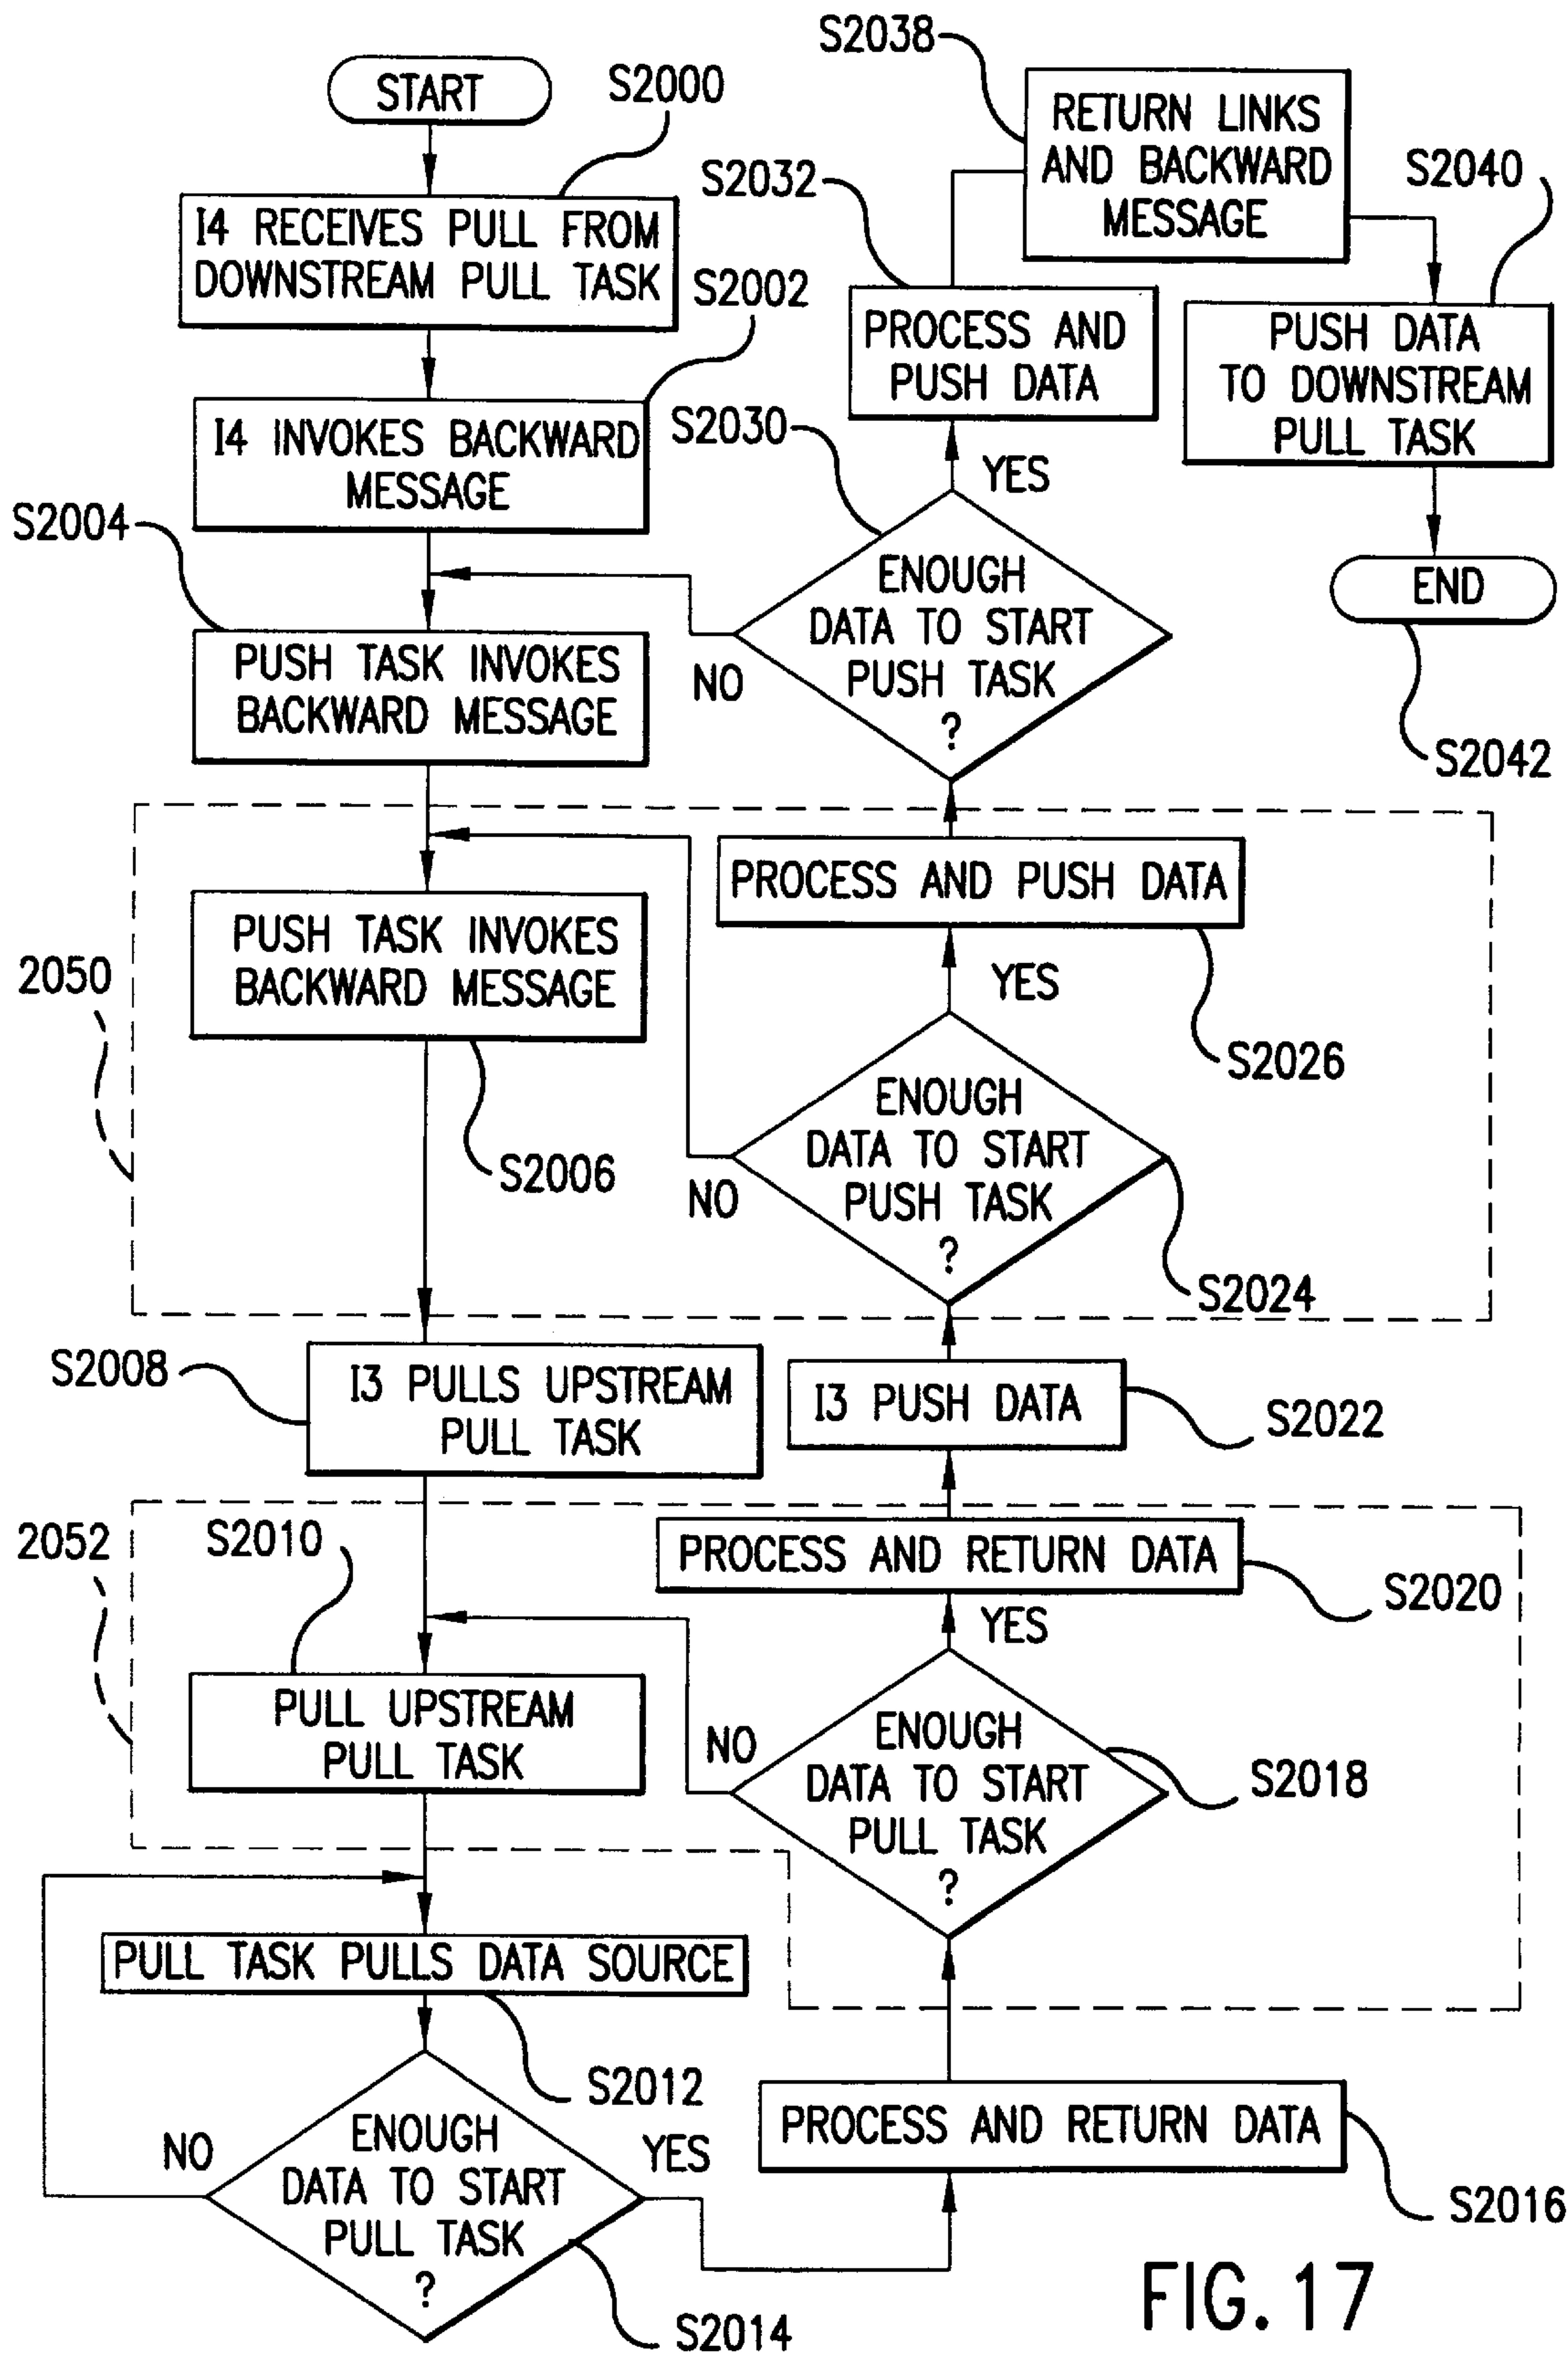 START
S2000
I4 RECEIVES PULL FROM
DOWNSTREAM PULL TASK
S2002
I4 INVOKES BACKWARD
MESSAGE
S2004
PUSH TASK INVOKES
BACKWARD MESSAGE
2050
PUSH TASK INVOKES
BACKWARD MESSAGE
S2006
S2008
I3 PULLS UPSTREAM
PULL TASK
2052
S2010
PULL UPSTREAM
PULL TASK
PULL TASK PULLS DATA SOURCE
S2012
NO
ENOUGH
DATA TO START
PULL TASK
?
YES
S2014
PROCESS AND RETURN DATA
S2016
NO
ENOUGH
DATA TO START
PULL TASK
?
S2018
YES
PROCESS AND RETURN DATA
S2020
I3 PUSH DATA
S2022
NO
ENOUGH
DATA TO START
PUSH TASK
?
S2024
YES
PROCESS AND PUSH DATA
S2026
S2030
NO
ENOUGH
DATA TO START
PUSH TASK
?
YES
S2032
PROCESS AND
PUSH DATA
S2038
RETURN LINKS
AND BACKWARD
MESSAGE
S2040
PUSH DATA
TO DOWNSTREAM
PULL TASK
END
S2042
FIG. 17